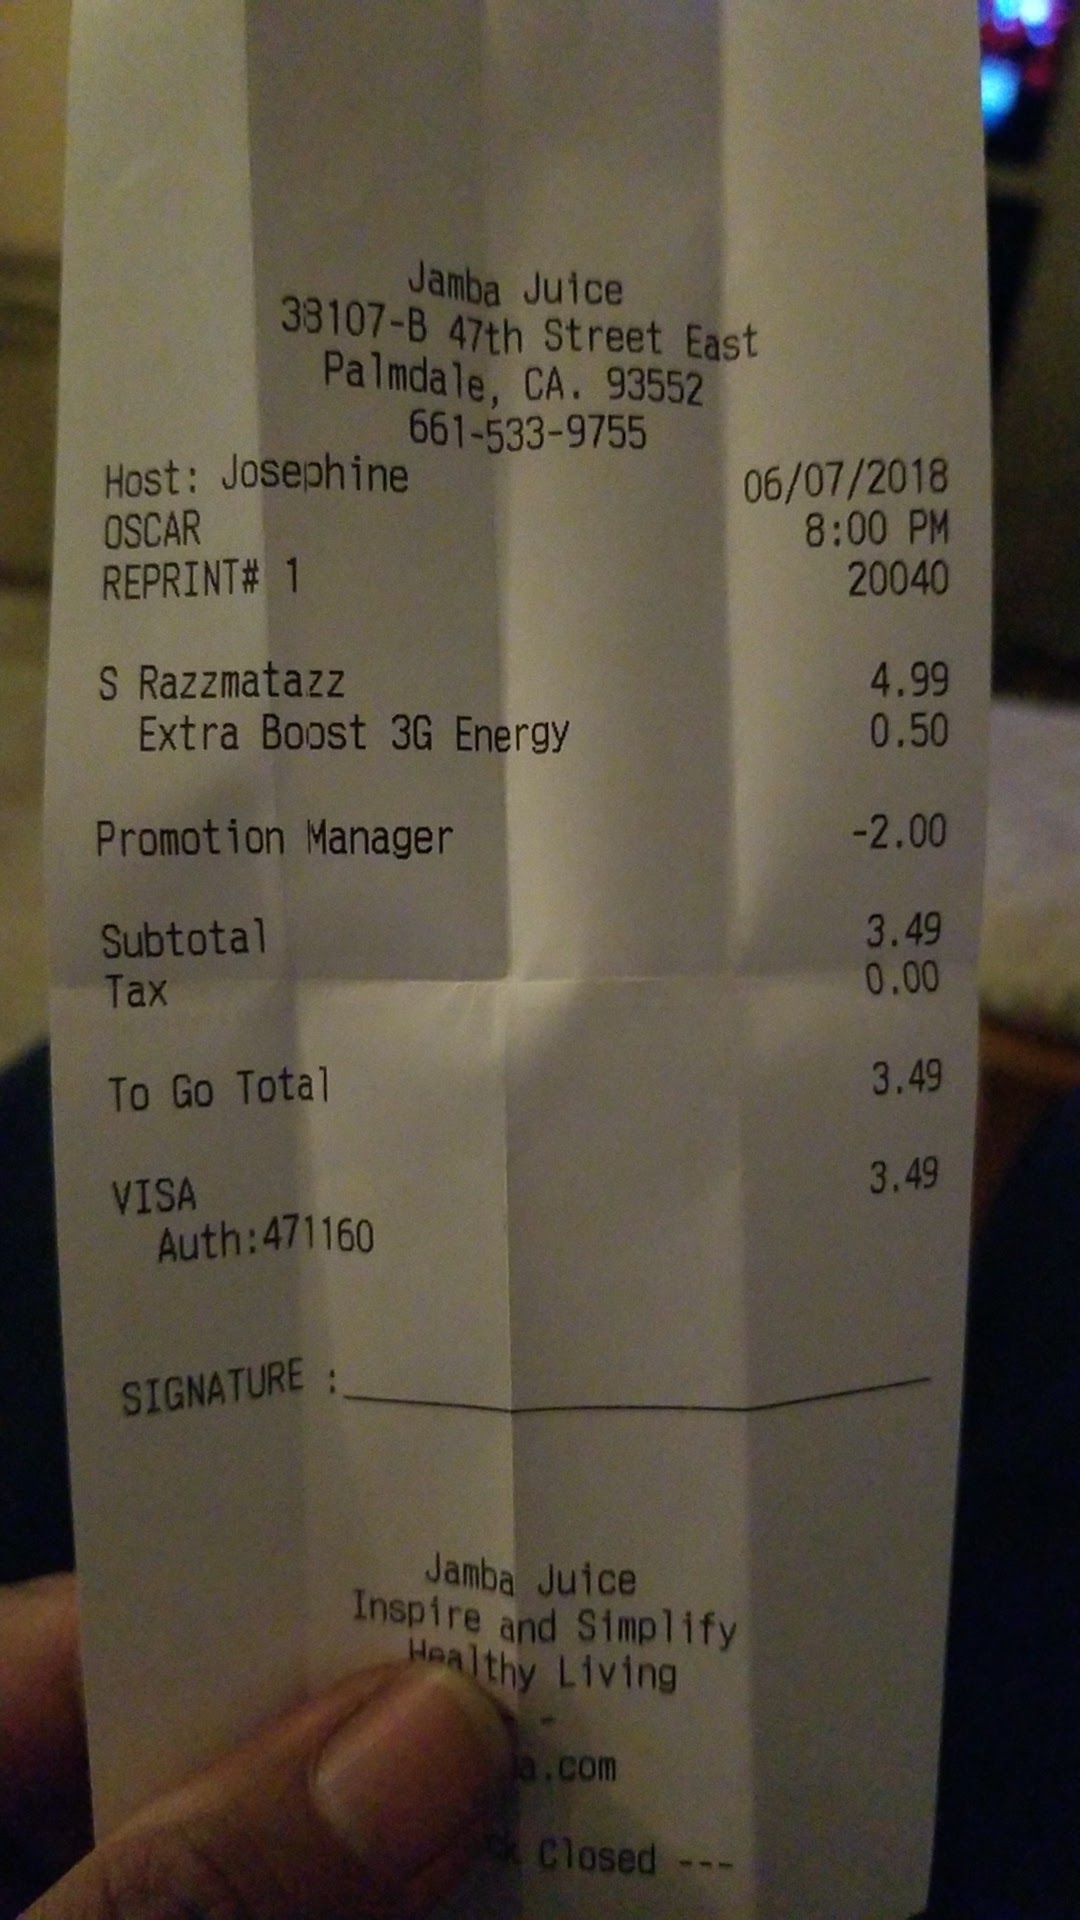 Jamba Juice
38107-B 47th Street East
Palmdale, CA. 93552
661-533-9755
Host: Josephine 06/07/2018
OSCAR 8:00 PM
REPRINT# 1 20040
S Razzmatazz 4.99
Extra Boost 3G Energy 0.50
Promotion Manager -2.00
Subtotal 3.49
Tax 0.00
To Go Total 3.49
VISA 3.49
Auth:471160
SIGNATURE :
Jamba Juice
Inspire and Simplify
Healthy Living
-
a.com
Closed ---